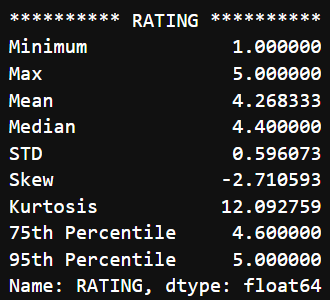 ********** RATING **********
Minimum 1.000000
Max 5.000000
Mean 4.268333
Median 4.400000
STD 0.596073
Skew -2.710593
Kurtosis 12.092759
75th Percentile 4.600000
95th Percentile 5.000000
Name: RATING, dtype: float64